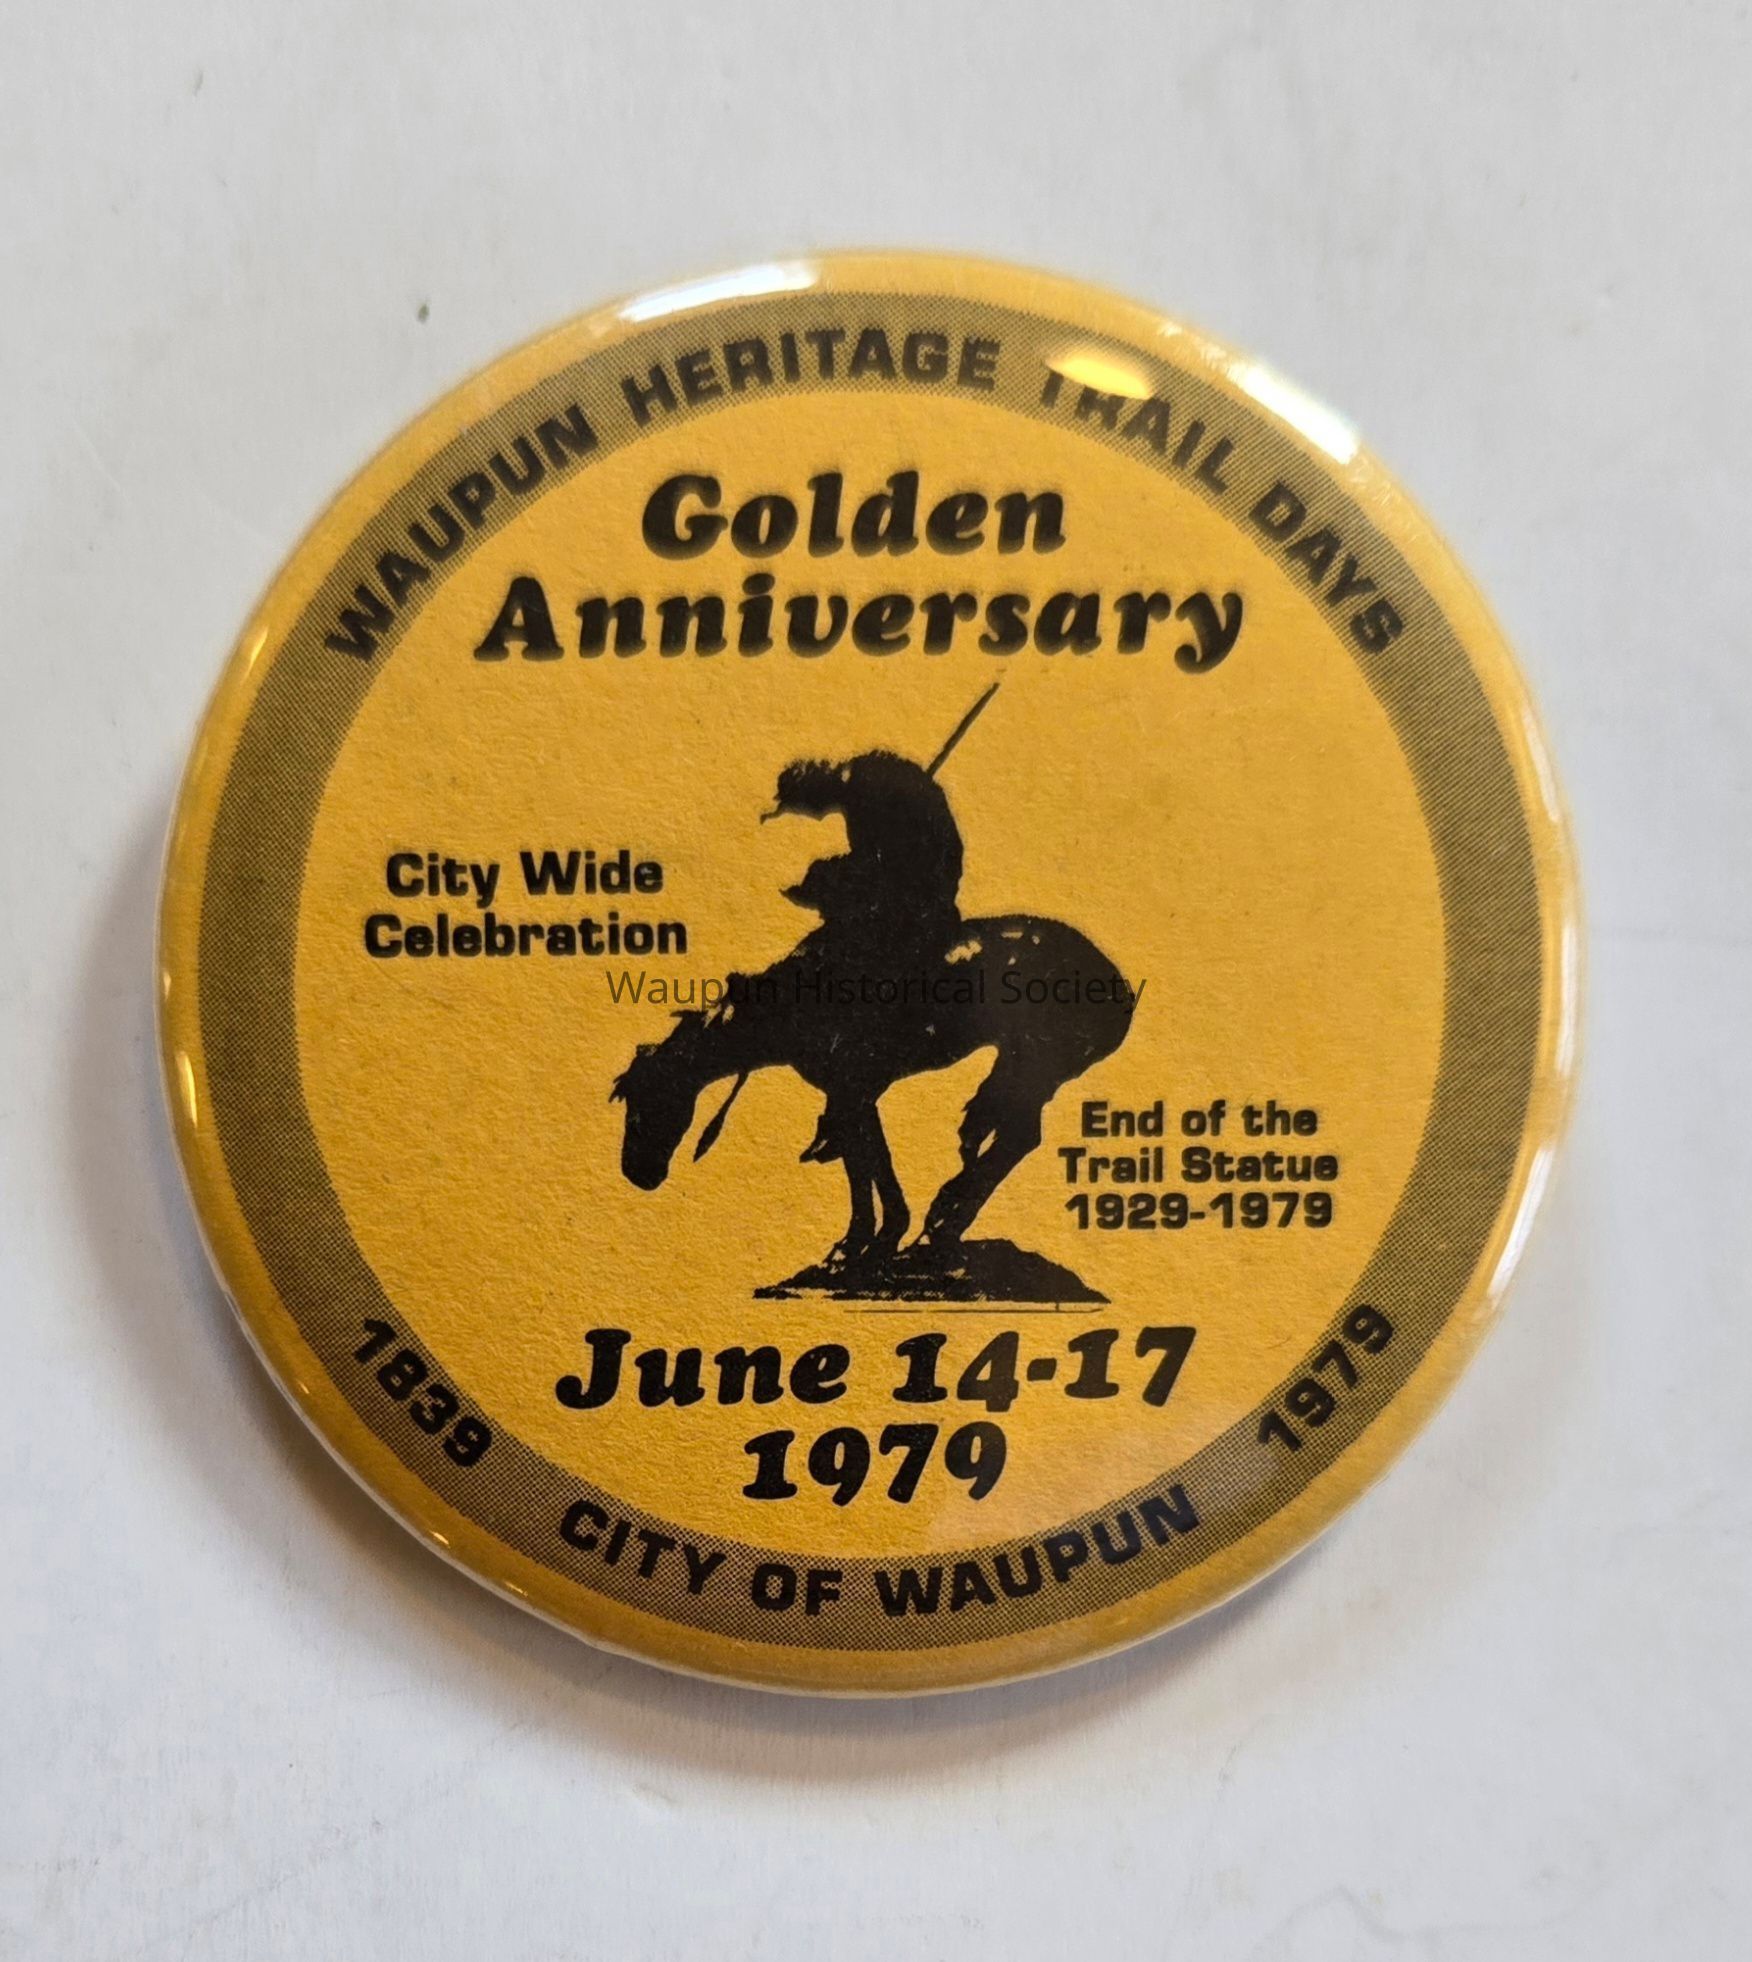 WAUPUN HERITAGE TRAIL DAYS
Golden
Anniversary
City Wide
Celebration
Waupun Historical Society
End of the
Trail Statue
1929-1979
June 14-17
1979
1839 CITY OF WAUPUN 1979